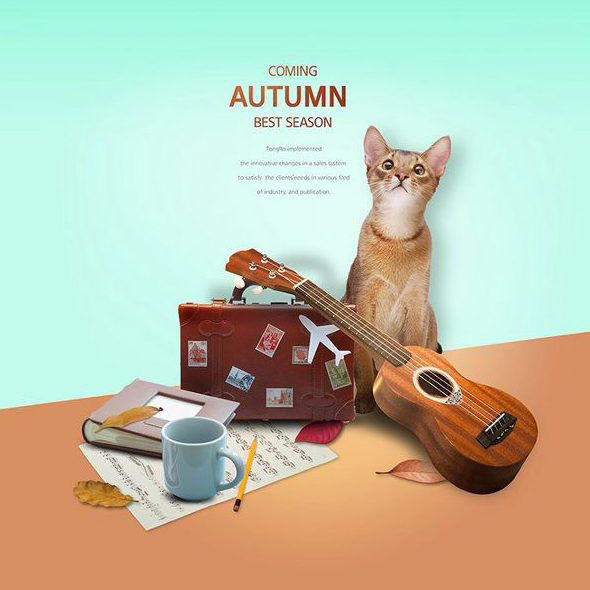 COMING
AUTUMN
BEST SEASON
Tongro implemented
the innovative changes in a sales system
to satisfy the clients'needs in various filed
of industry, and publication.